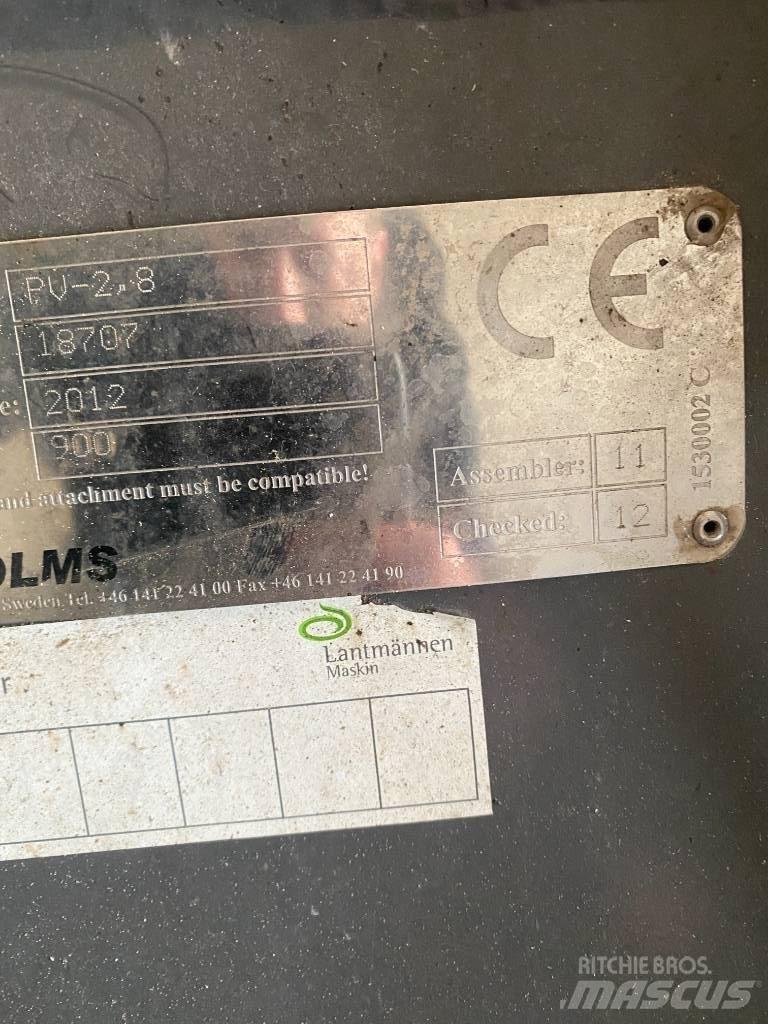 PV-2,8
18707
e: 2012
900
and attachment must be compatible!
OLMS
Sweden. Tel. +46 141 22 41 00 Fax +46 141 22 41 90
CE
Assembler: 11
Checked: 12
1530002 C
Lantmännen
Maskin
r
RITCHIE BROS.
MASCUS